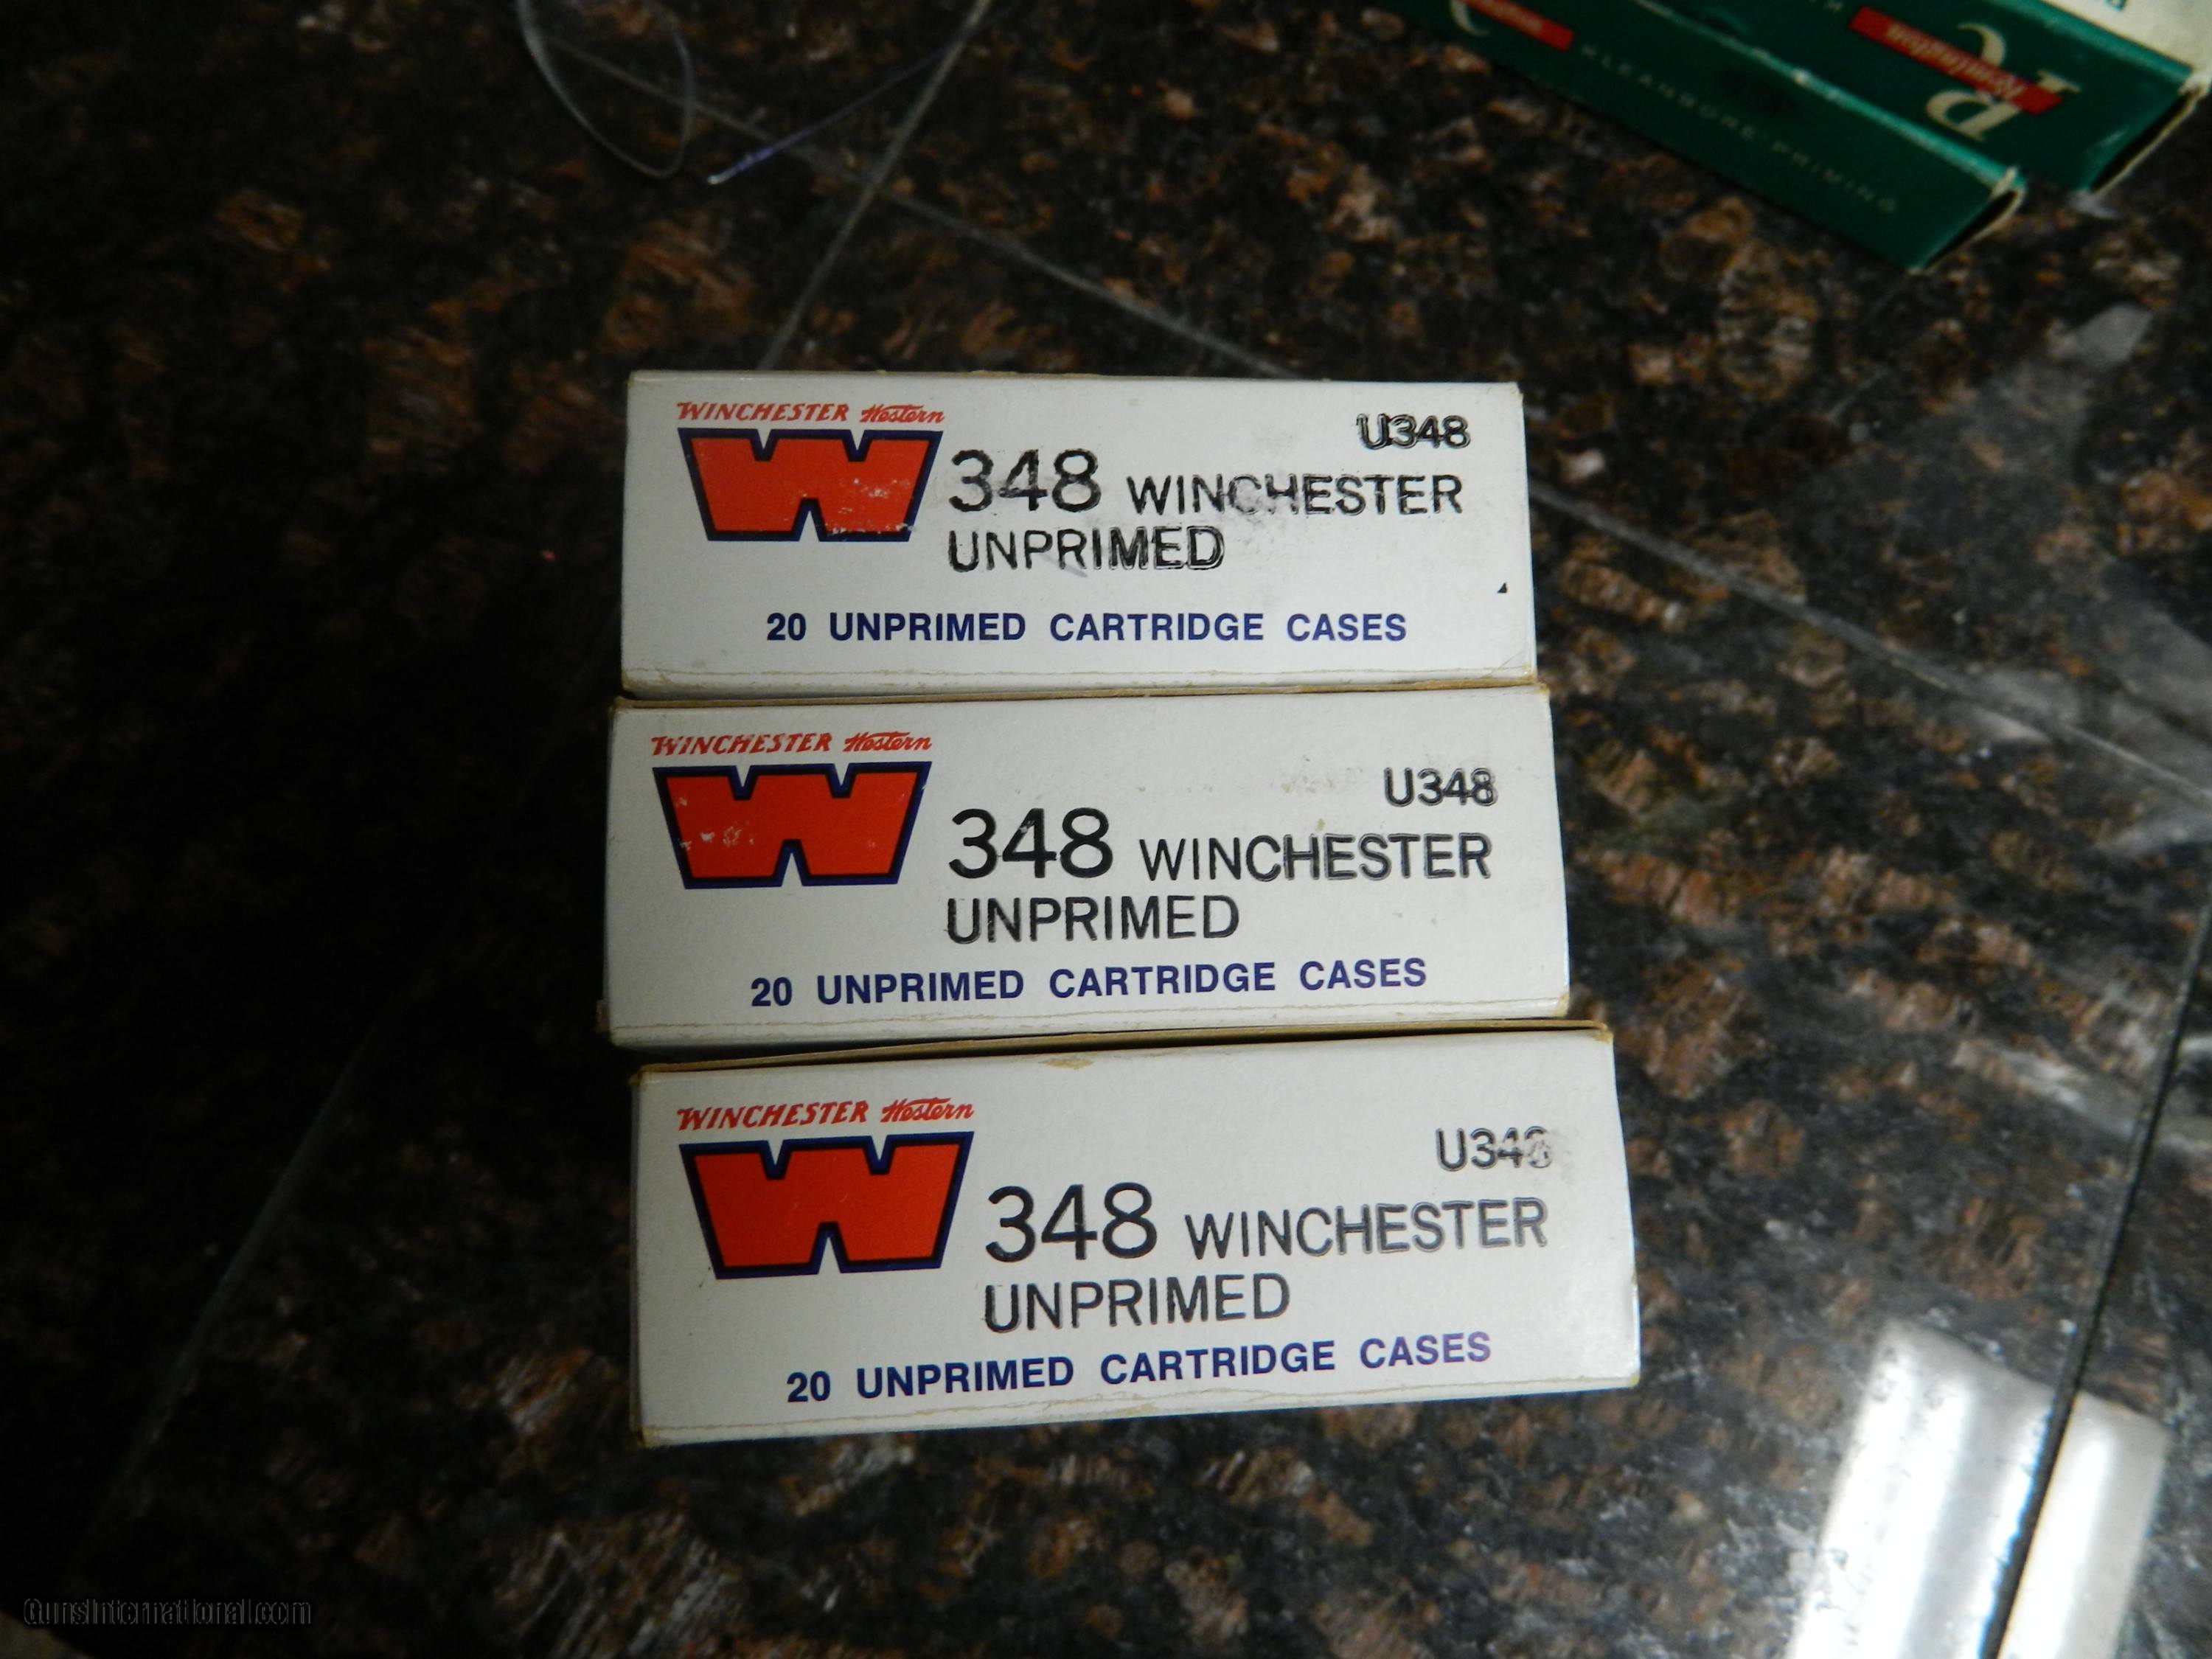 Remington
KLEANBORE PRIMING
WINCHESTER Western
U348
348 WINCHESTER
UNPRIMED
20 UNPRIMED CARTRIDGE CASES
WINCHESTER Western
U348
348 WINCHESTER
UNPRIMED
20 UNPRIMED CARTRIDGE CASES
WINCHESTER Western
U348
348 WINCHESTER
UNPRIMED
20 UNPRIMED CARTRIDGE CASES
GunsInternational.com